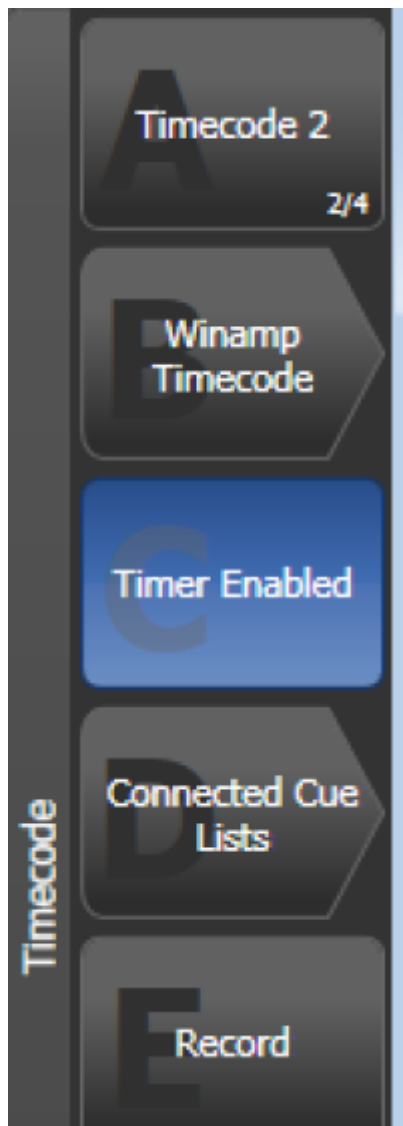 A
Timecode 2
2/4
B
Winamp
Timecode
C
Timer Enabled
D
Connected Cue
Lists
E
Record
Timecode